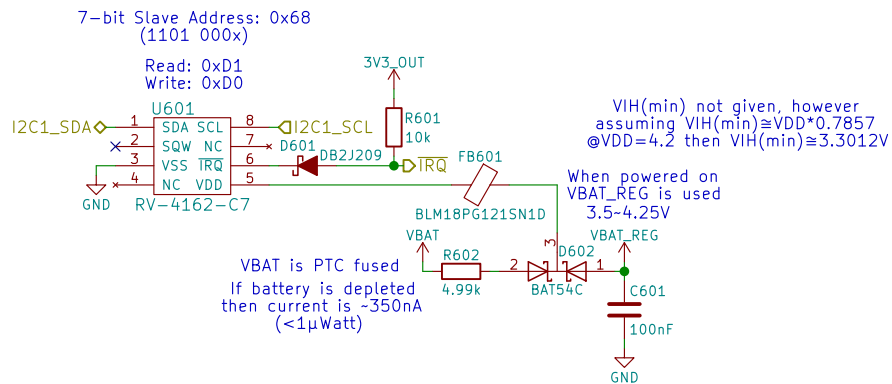 7-bit Slave Address: 0x68
(1101 000x)
Read: 0xD1
Write: 0xD0
3V3_OUT
U601
R601
10k
I2C1_SDA
1
SDA
SCL
8
I2C1_SCL
2
SQW
NC
7
D601
3
VSS
IRQ
6
DB2J209
IRQ
4
NC
VDD
5
GND
RV-4162-C7
FB601
BLM18PG121SN1D
VIH(min) not given, however
assuming VIH(min)≅VDD*0.7857
@VDD=4.2 then VIH(min)≅3.3012V
When powered on
VBAT_REG is used
3.5~4.25V
VBAT
VBAT_REG
R602
4.99k
3
D602
2
1
BAT54C
VBAT is PTC fused
If battery is depleted
then current is ~350nA
(<1µWatt)
C601
100nF
GND